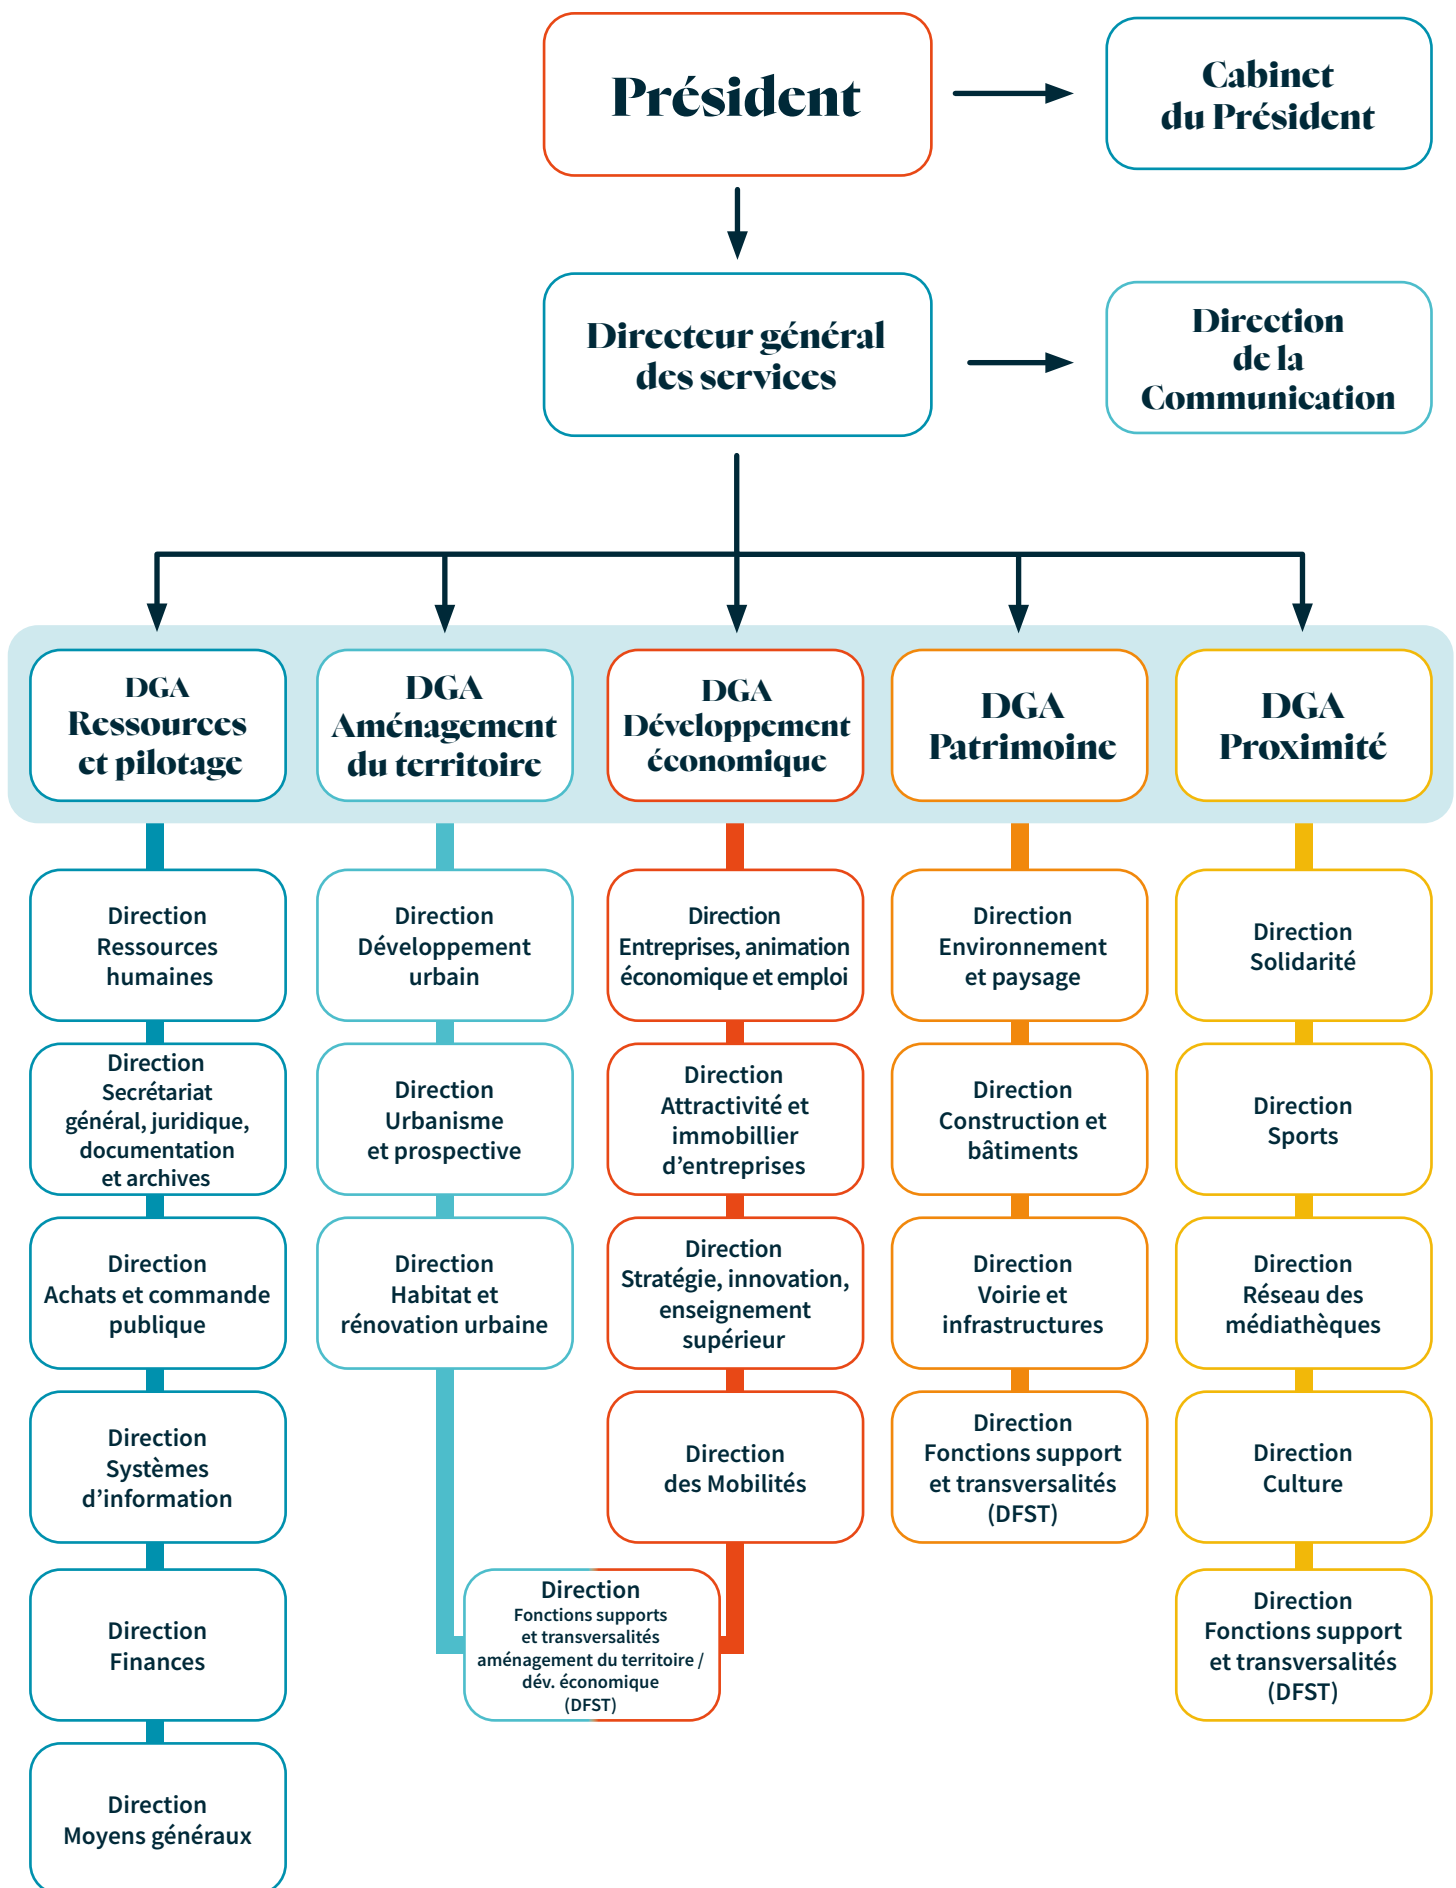 Président
Cabinet
du Président
Directeur général
des services
Direction
de la
Communication
DGA
Ressources
et pilotage
DGA
Aménagement
du territoire
DGA
Développement
économique
DGA
Patrimoine
DGA
Proximité
Direction
Ressources
humaines
Direction
Secrétariat
général, juridique,
documentation
et archives
Direction
Achats et commande
publique
Direction
Systèmes
d’information
Direction
Finances
Direction
Moyens généraux
Direction
Développement
urbain
Direction
Urbanisme
et prospective
Direction
Habitat et
rénovation urbaine
Direction
Entreprises, animation
économique et emploi
Direction
Attractivité et
immobillier
d’entreprises
Direction
Stratégie, innovation,
enseignement
supérieur
Direction
des Mobilités
Direction
Fonctions supports
et transversalités
aménagement du territoire /
dév. économique
(DFST)
Direction
Environnement
et paysage
Direction
Construction et
bâtiments
Direction
Voirie et
infrastructures
Direction
Fonctions support
et transversalités
(DFST)
Direction
Solidarité
Direction
Sports
Direction
Réseau des
médiathèques
Direction
Culture
Direction
Fonctions support
et transversalités
(DFST)